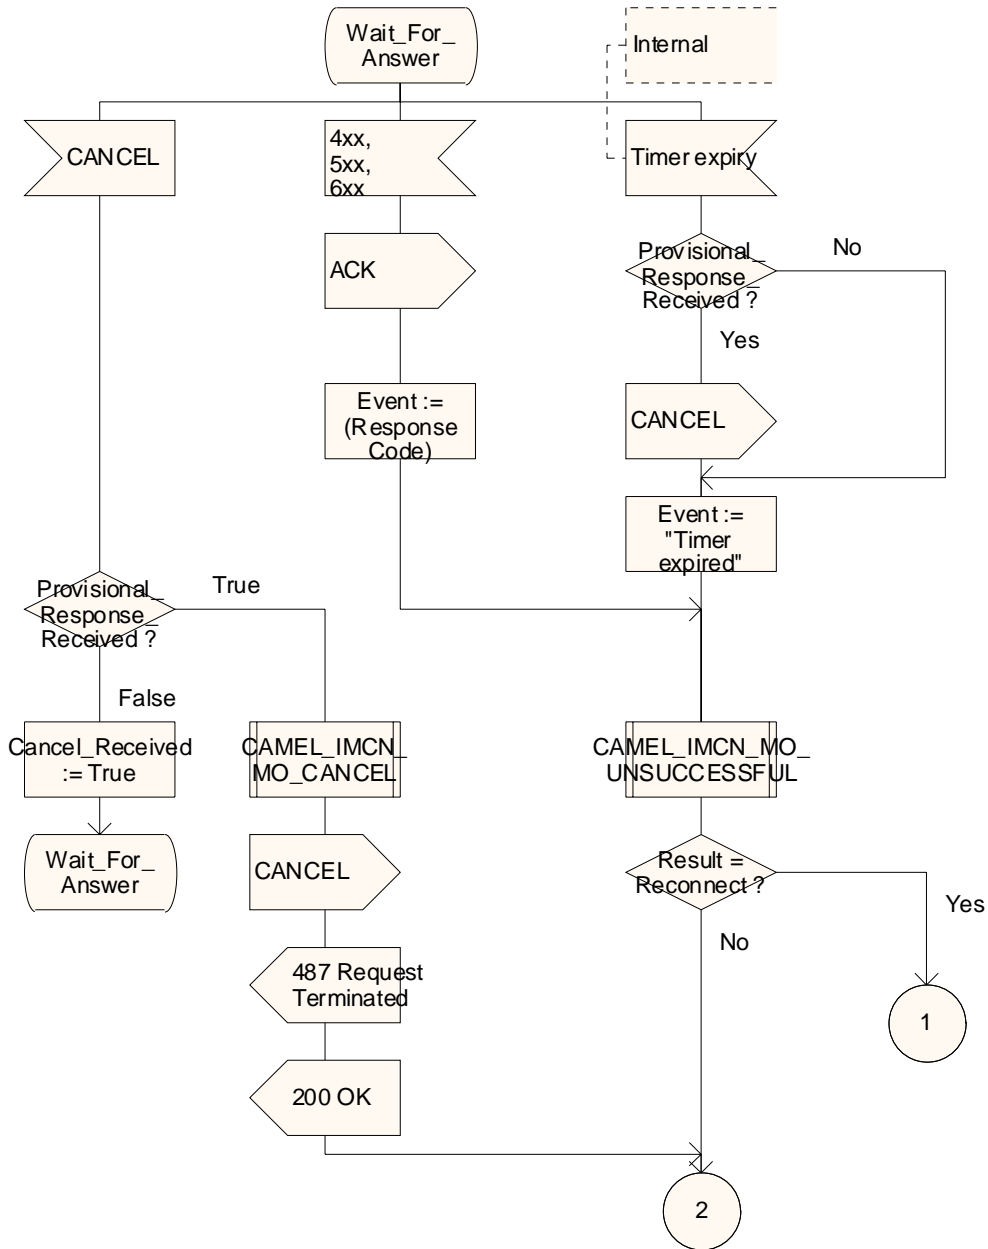 Wait_For_
Answer
Internal
CANCEL
4xx,
5xx,
6xx
Timer expiry
ACK
Provisional_
Response_
Received ?
No
Yes
Event :=
(Response
Code)
CANCEL
Event :=
"Timer
expired"
Provisional_
Response_
Received ?
True
False
Cancel_Received
:= True
CAMEL_IMCN_
MO_CANCEL
CAMEL_IMCN_MO_
UNSUCCESSFUL
Wait_For_
Answer
CANCEL
Result =
Reconnect ?
Yes
No
487 Request
Terminated
1
200 OK
2